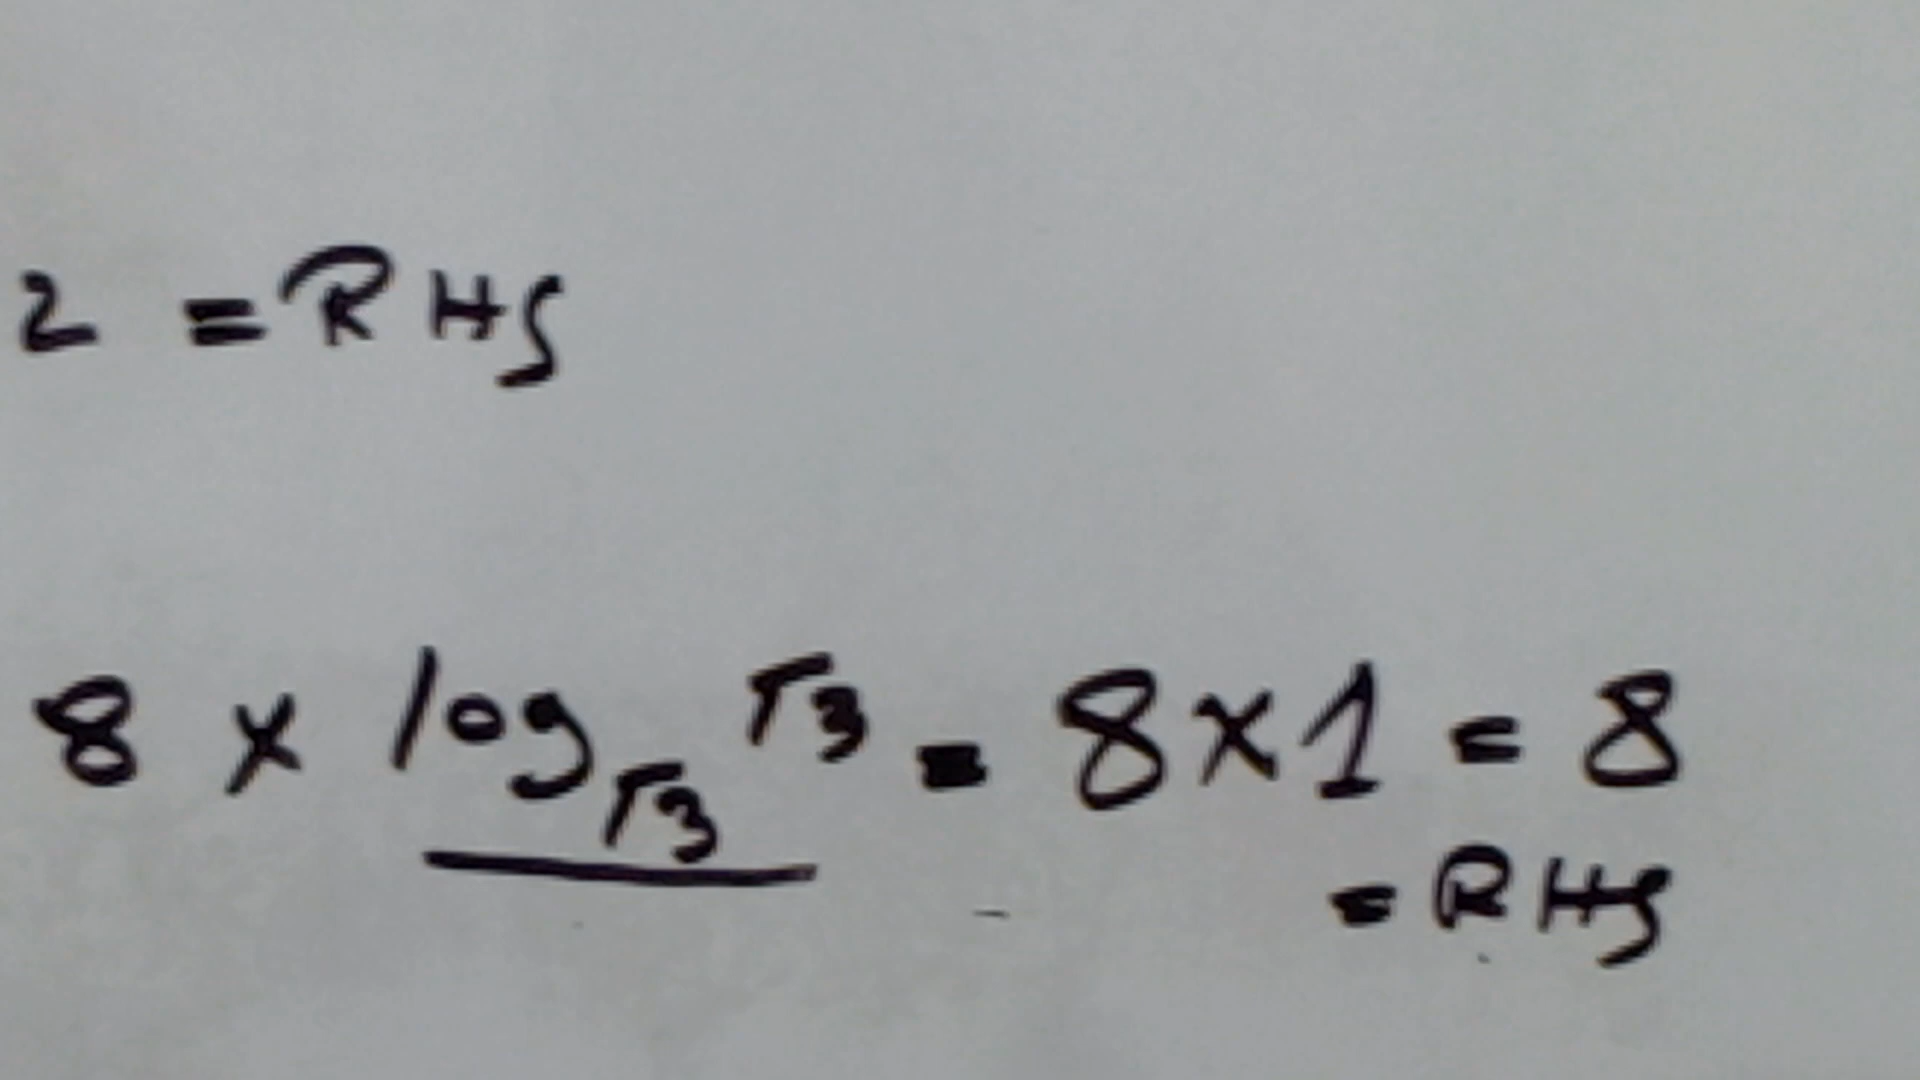 2 = RHS
8 × log√3 √3 = 8×1 = 8
= RHS